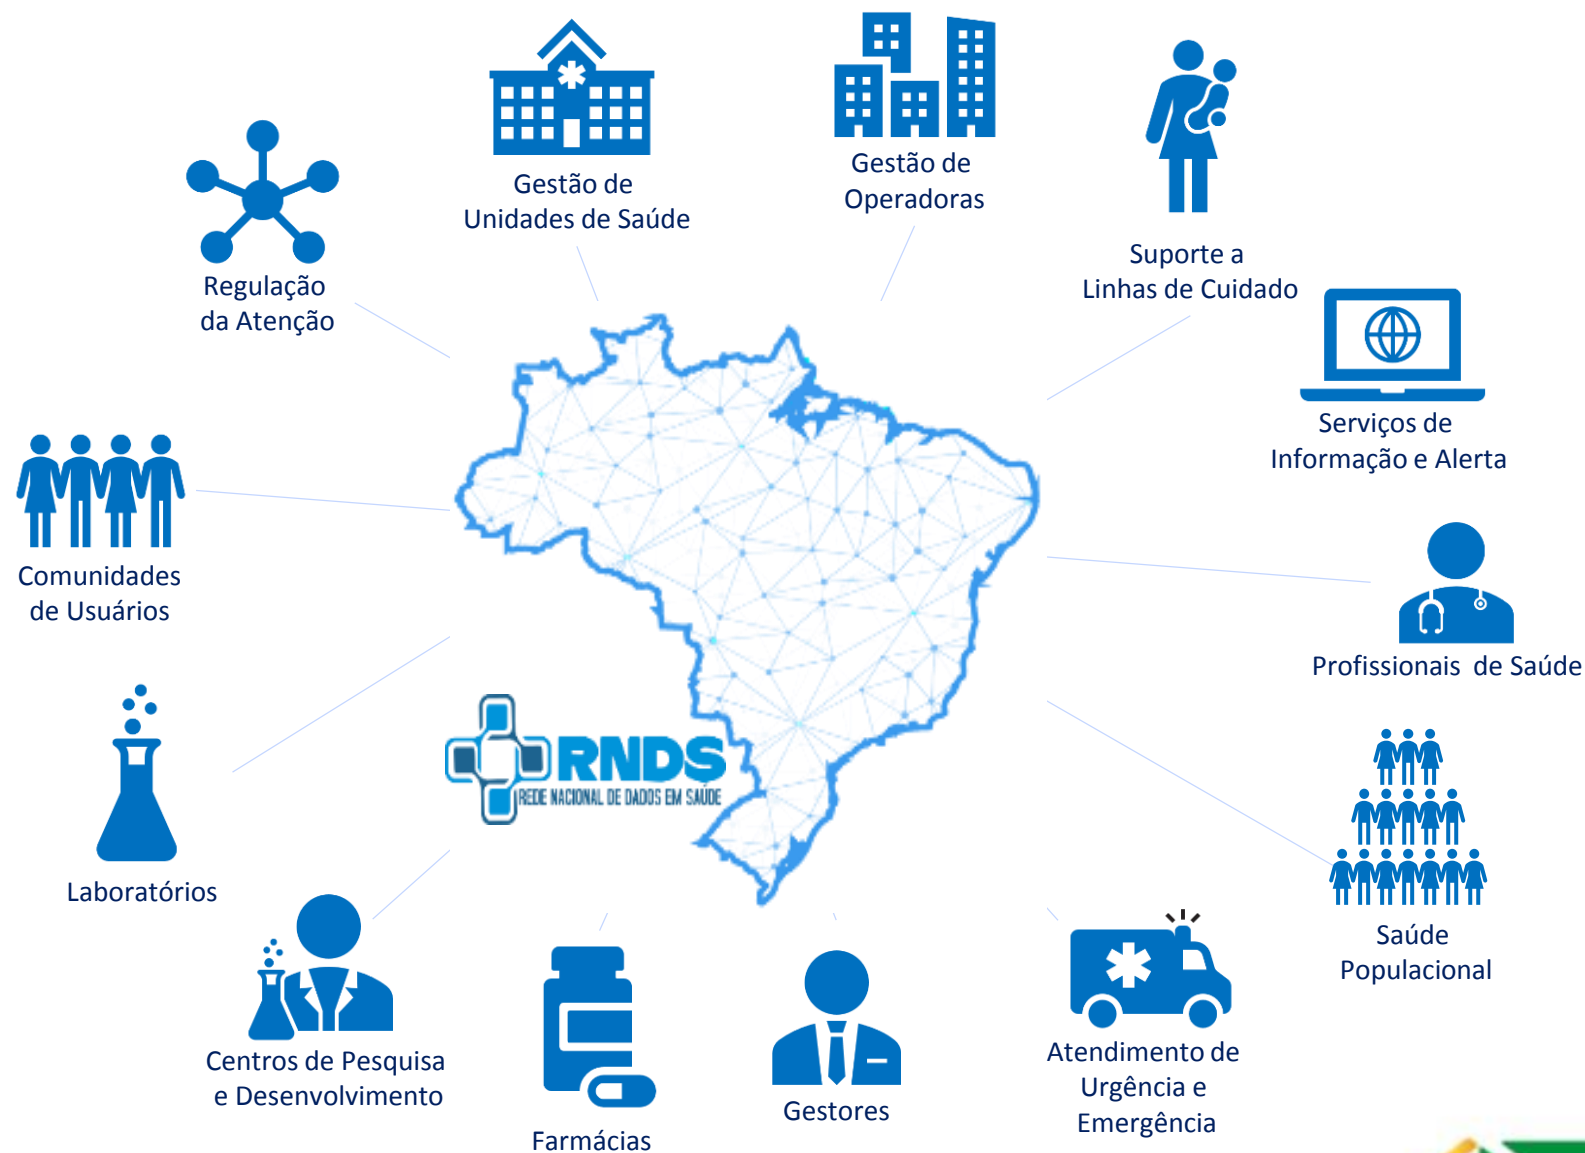 Gestão de
Unidades de Saúde
Gestão de
Operadoras
Suporte a
Linhas de Cuidado
Regulação
da Atenção
Serviços de
Informação e Alerta
Comunidades
de Usuários
Profissionais de Saúde
RNDS
REDE NACIONAL DE DADOS EM SAÚDE
Laboratórios
Saúde
Populacional
Centros de Pesquisa
e Desenvolvimento
Farmácias
Gestores
Atendimento de
Urgência e
Emergência